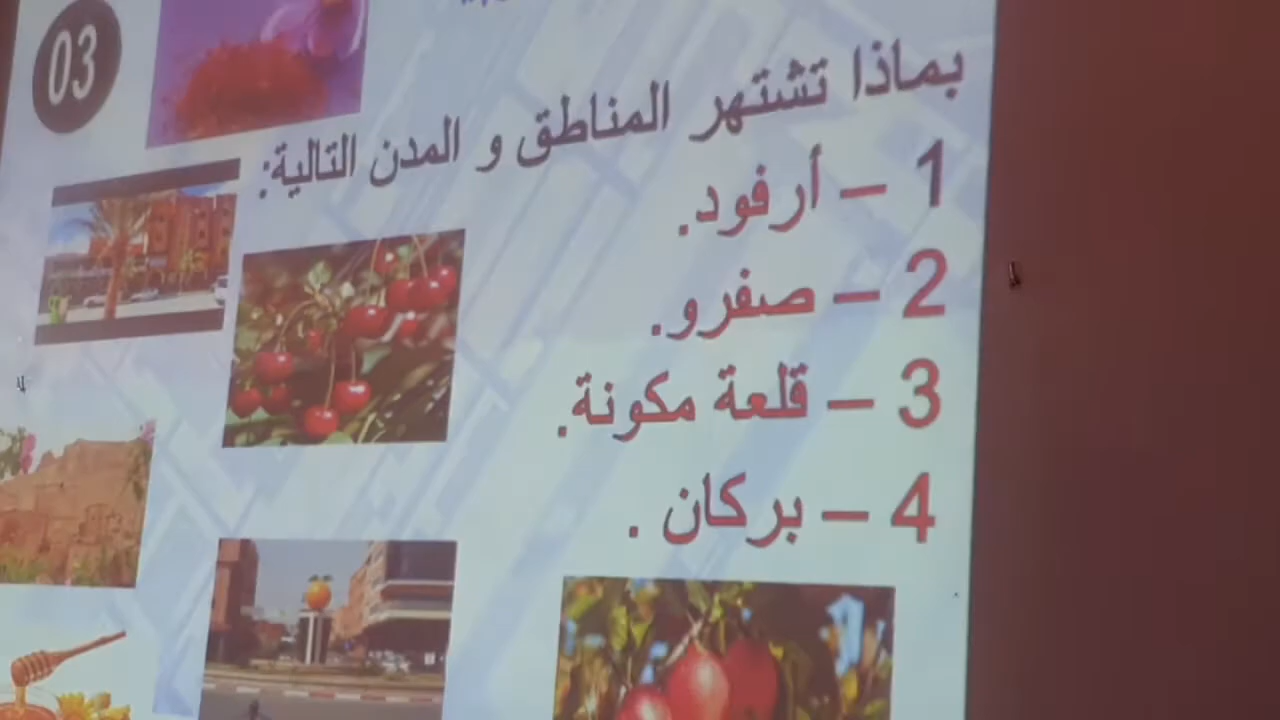 03
بماذا تشتهر المناطق و المدن التالية:
1 – أرفود.
2 – صفرو.
3 – قلعة مكونة.
4 – بركان .